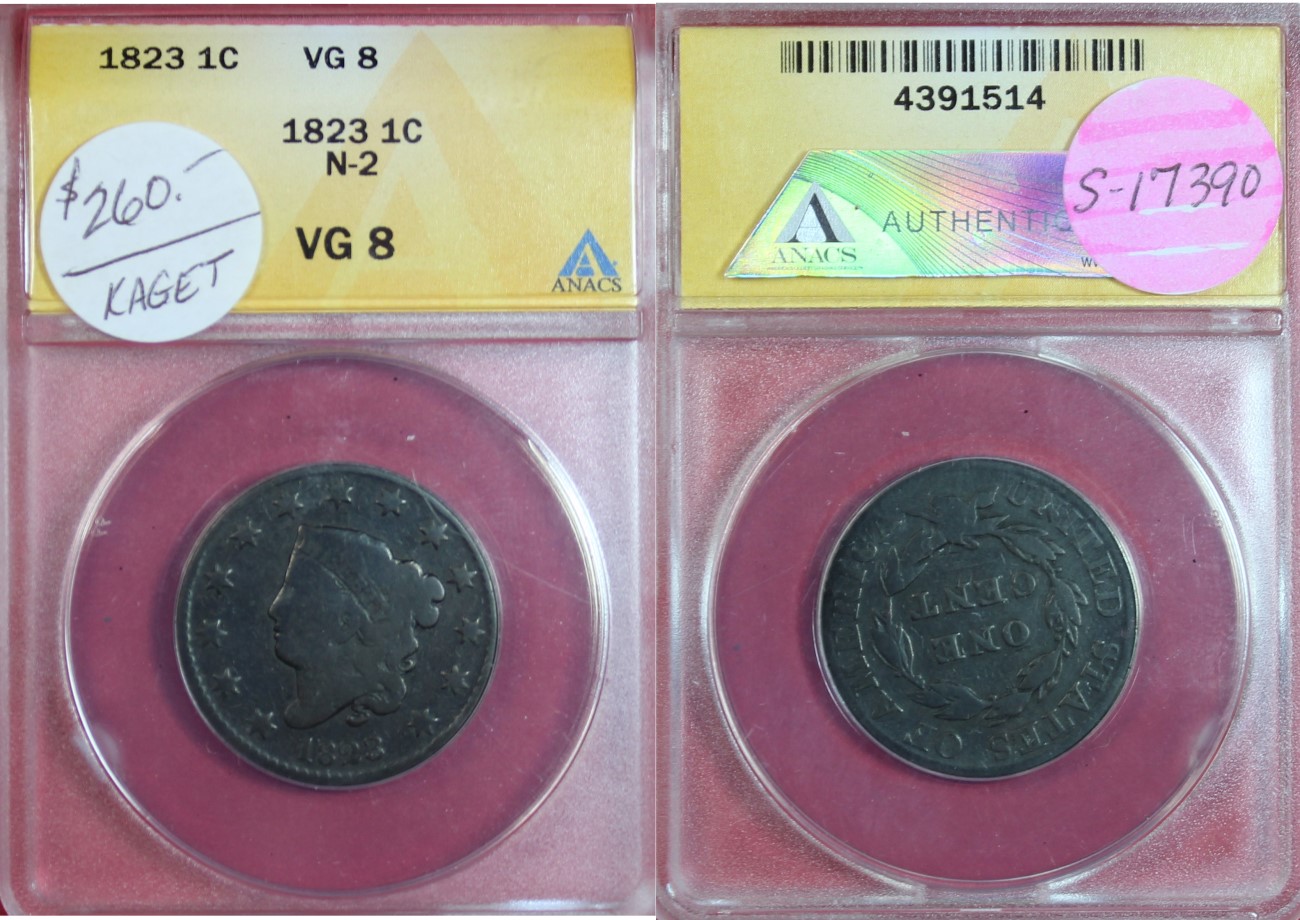 1823 1C VG 8
1823 1C
N-2
VG 8
ANACS
$260.-
KAGET
1823
4391514
ANACS
AUTHENTIC
S-17390
UNITED STATES OF AMERICA
ONE
CENT